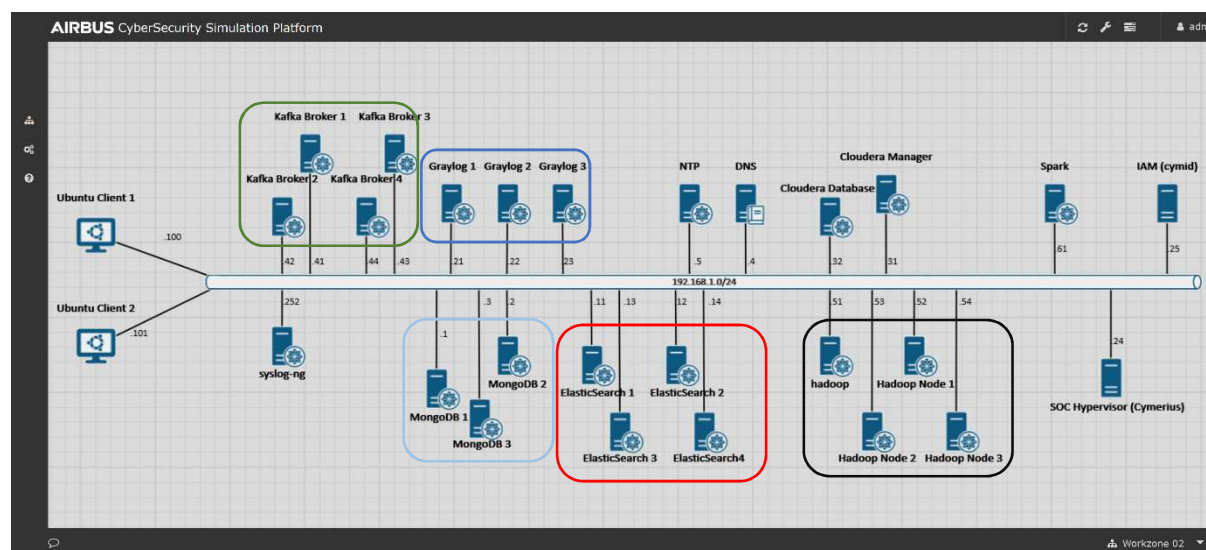 AIRBUS CyberSecurity Simulation Platform
adm
Kafka Broker 1
Kafka Broker 3
Kafka Broker 2
Kafka Broker 4
Graylog 1
Graylog 2
Graylog 3
NTP
DNS
Cloudera Manager
Cloudera Database
Spark
IAM (cymid)
Ubuntu Client 1
.100
.42
.41
.44
.43
.21
.22
.23
.5
.4
.32
.31
.61
.25
192.168.1.0/24
Ubuntu Client 2
.101
.252
.1
.3
.2
.11
.13
.12
.14
.51
.53
.52
.54
.24
syslog-ng
MongoDB 2
MongoDB 1
MongoDB 3
ElasticSearch 1
ElasticSearch 2
ElasticSearch 3
ElasticSearch4
hadoop
Hadoop Node 1
Hadoop Node 2
Hadoop Node 3
SOC Hypervisor (Cymerius)
Workzone 02